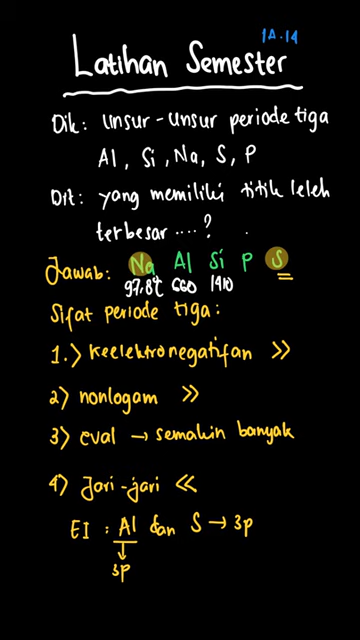 1A.14
Latihan Semester
Dik: Unsur-unsur periode tiga
Al, Si, Na, S, P
Dit: yang memiliki titik leleh
terbesar ....?
Jawab: Na Al Si P S
97,8℃ 660 1410
Sifat periode tiga:
1.) keelektronegatifan >>
2) nonlogam >>
3) eval → semakin banyak
4) Jari-jari <<
EI : Al dan S → 3p
↓
3p